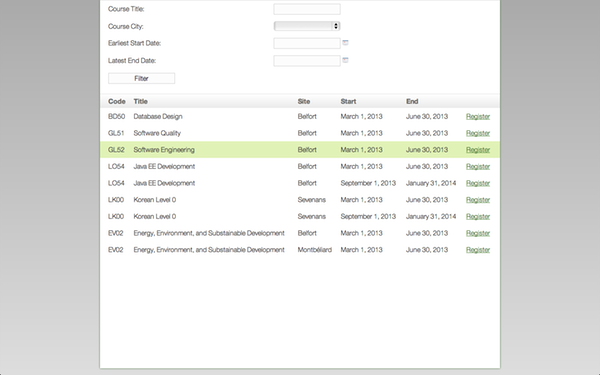 Course Title:
Course City:
Earliest Start Date:
Latest End Date:
Filter
Code Title Site Start End
BD50 Database Design Belfort March 1, 2013 June 30, 2013 Register
GL51 Software Quality Belfort March 1, 2013 June 30, 2013 Register
GL52 Software Engineering Belfort March 1, 2013 June 30, 2013 Register
LO54 Java EE Development Belfort March 1, 2013 June 30, 2013 Register
LO54 Java EE Development Belfort September 1, 2013 January 31, 2014 Register
LK00 Korean Level 0 Sevenans March 1, 2013 June 30, 2013 Register
LK00 Korean Level 0 Sevenans September 1, 2013 January 31, 2014 Register
EV02 Energy, Environment, and Substainable Development Belfort March 1, 2013 June 30, 2013 Register
EV02 Energy, Environment, and Substainable Development Montbéliard March 1, 2013 June 30, 2013 Register